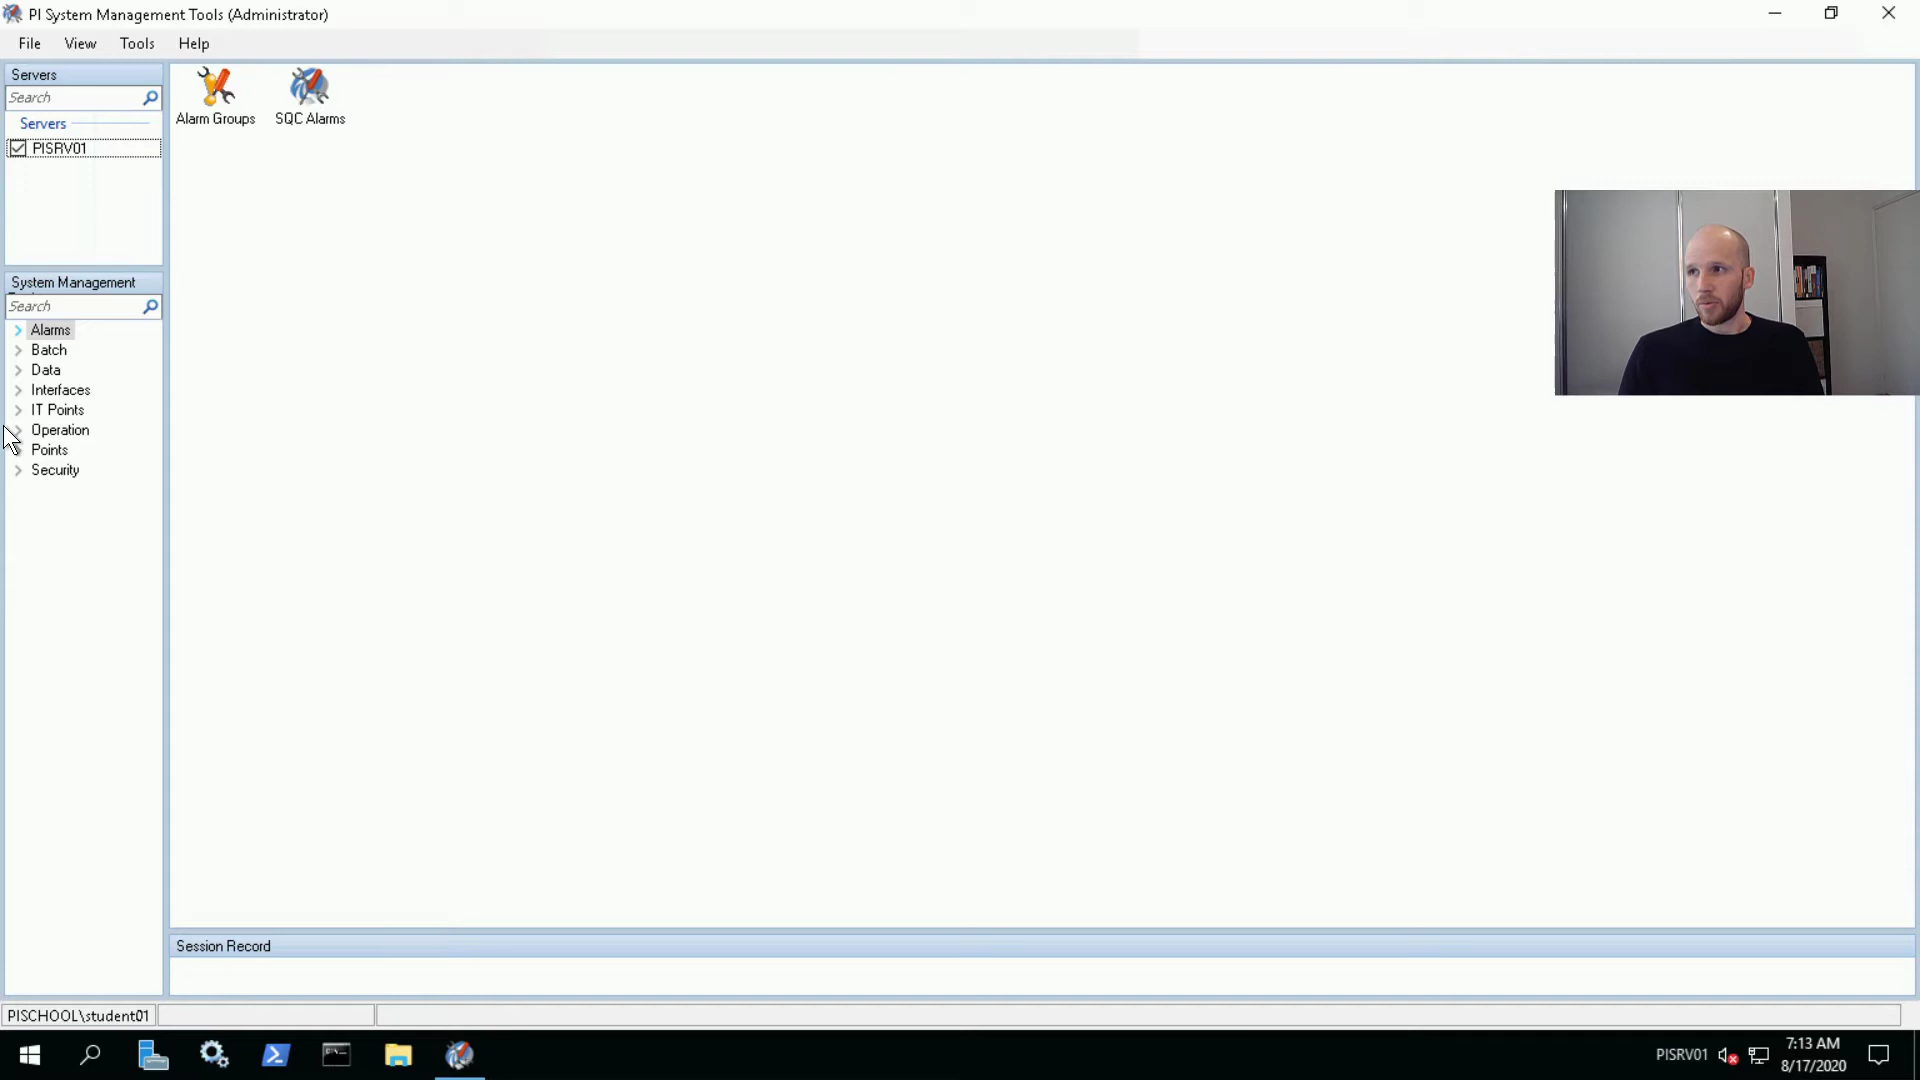 PI System Management Tools (Administrator)
File View Tools Help
Servers
Search
Servers
PISRV01
Alarm Groups SQC Alarms
System Management
Search
Alarms
Batch
Data
Interfaces
IT Points
Operation
Points
Security
Session Record
PISCHOOL\student01
PISRV01
7:13 AM
8/17/2020